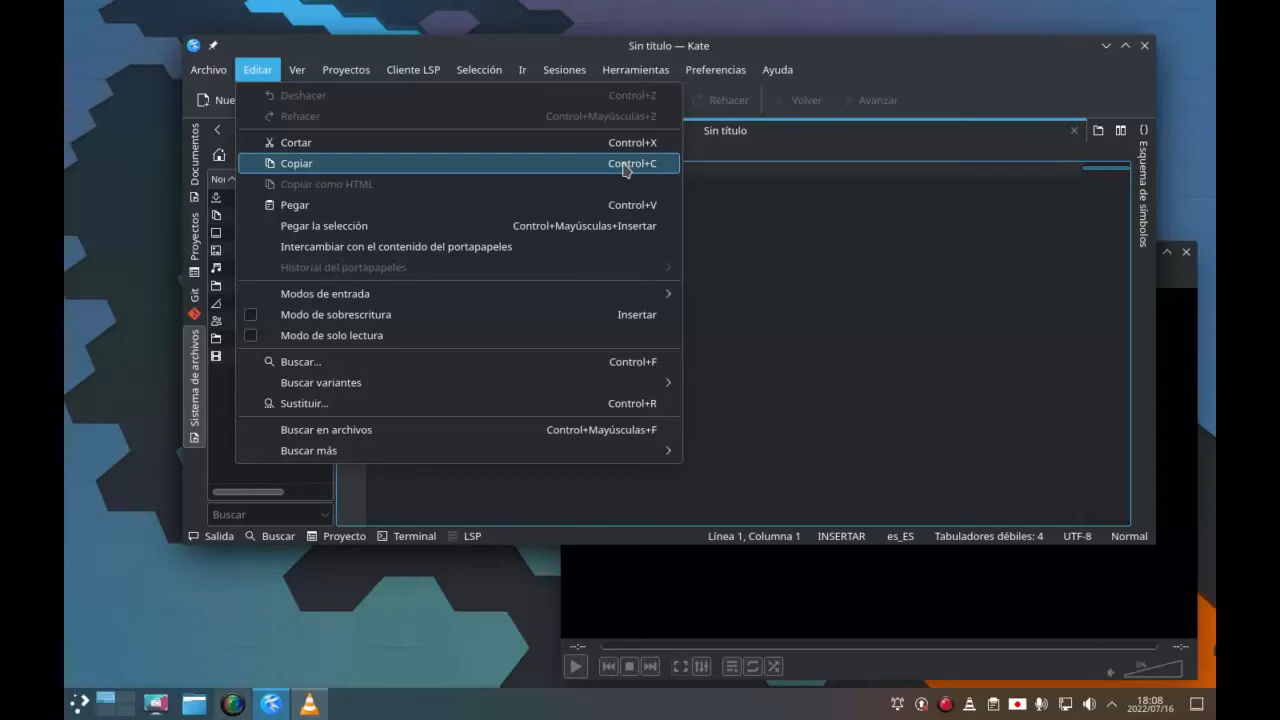 Sin título — Kate
Archivo Editar Ver Proyectos Cliente LSP Selección Ir Sesiones Herramientas Preferencias Ayuda
Nue Rehacer Volver Avanzar
Deshacer Control+Z
Rehacer Control+Mayúsculas+Z
Cortar Control+X
Copiar Control+C
Copiar como HTML
Pegar Control+V
Pegar la selección Control+Mayúsculas+Insertar
Intercambiar con el contenido del portapapeles
Historial del portapapeles
Modos de entrada
Modo de sobrescritura Insertar
Modo de solo lectura
Buscar... Control+F
Buscar variantes
Sustituir... Control+R
Buscar en archivos Control+Mayúsculas+F
Buscar más
Sin título
Documentos
Proyectos
Git
Sistema de archivos
Esquema de símbolos
Buscar
Salida Buscar Proyecto Terminal LSP Línea 1, Columna 1 INSERTAR es_ES Tabuladores débiles: 4 UTF-8 Normal
--:-- --:--
0%
18:08
2022/07/16